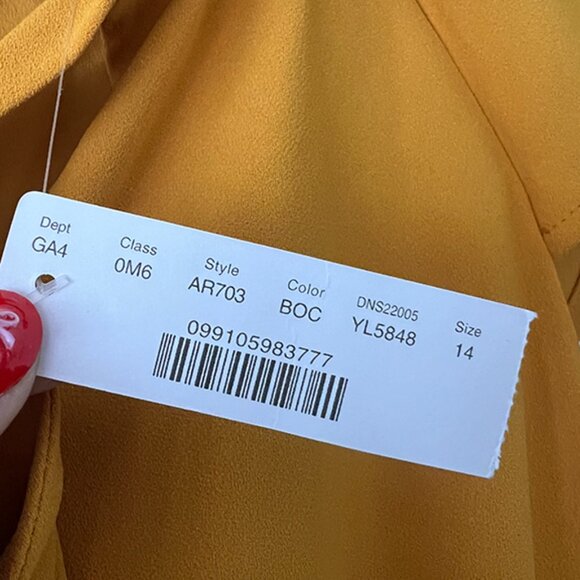 Dept Class Style Color DNS22005 Size
GA4 0M6 AR703 BOC YL5848 14
099105983777